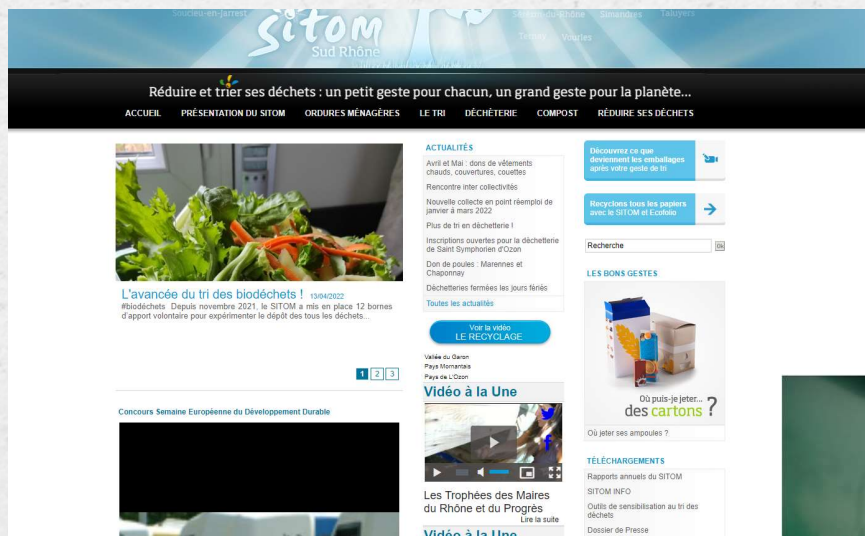 Soucieu-en-Jarrest
Simandres
Taluyers
Ternay
Vourles
Sitom
Sud Rhône
Réduire et trier ses déchets : un petit geste pour chacun, un grand geste pour la planète...
ACCUEIL PRÉSENTATION DU SITOM ORDURES MÉNAGÈRES LE TRI DÉCHÈTERIE COMPOST RÉDUIRE SES DÉCHETS
L'avancée du tri des biodéchets ! 13/04/2022
#biodéchets Depuis novembre 2021, le SITOM a mis en place 12 bornes
d'apport volontaire pour expérimenter le dépôt des tous les déchets...
1 2 3
Concours Semaine Européenne du Développement Durable
ACTUALITÉS
Avril et Mai : dons de vêtements
chauds, couvertures, couettes
Rencontre inter collectivités
Nouvelle collecte en point réemploi de
janvier à mars 2022
Plus de tri en déchetterie !
Inscriptions ouvertes pour la déchetterie
de Saint Symphorien d'Ozon
Don de poules : Marennes et
Chaponnay
Déchetteries fermées les jours fériés
Toutes les actualités
Voir la vidéo
LE RECYCLAGE
Vallée du Garon
Pays Mornantais
Pays de L'Ozon
Vidéo à la Une
Les Trophées des Maires
du Rhône et du Progrès
Lire la suite
Vidéo à la Une
Découvrez ce que
deviennent les emballages
après votre geste de tri
Recyclons tous les papiers
avec le SITOM et Ecofolio
Recherche Ok
LES BONS GESTES
Où puis-je jeter...
des cartons ?
Où jeter ses ampoules ?
TÉLÉCHARGEMENTS
Rapports annuels du SITOM
SITOM INFO
Outils de sensibilisation au tri des
déchets
Dossier de Presse